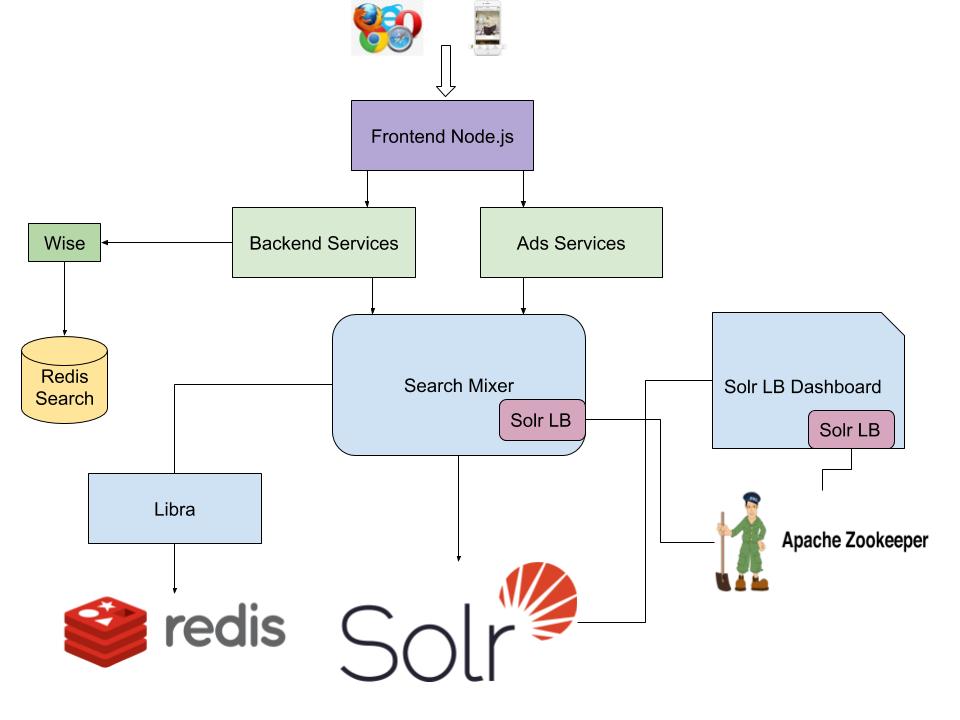 Frontend Node.js
Wise
Backend Services
Ads Services
Redis
Search
Search Mixer
Solr LB
Solr LB Dashboard
Solr LB
Libra
Apache Zookeeper
redis
Solr